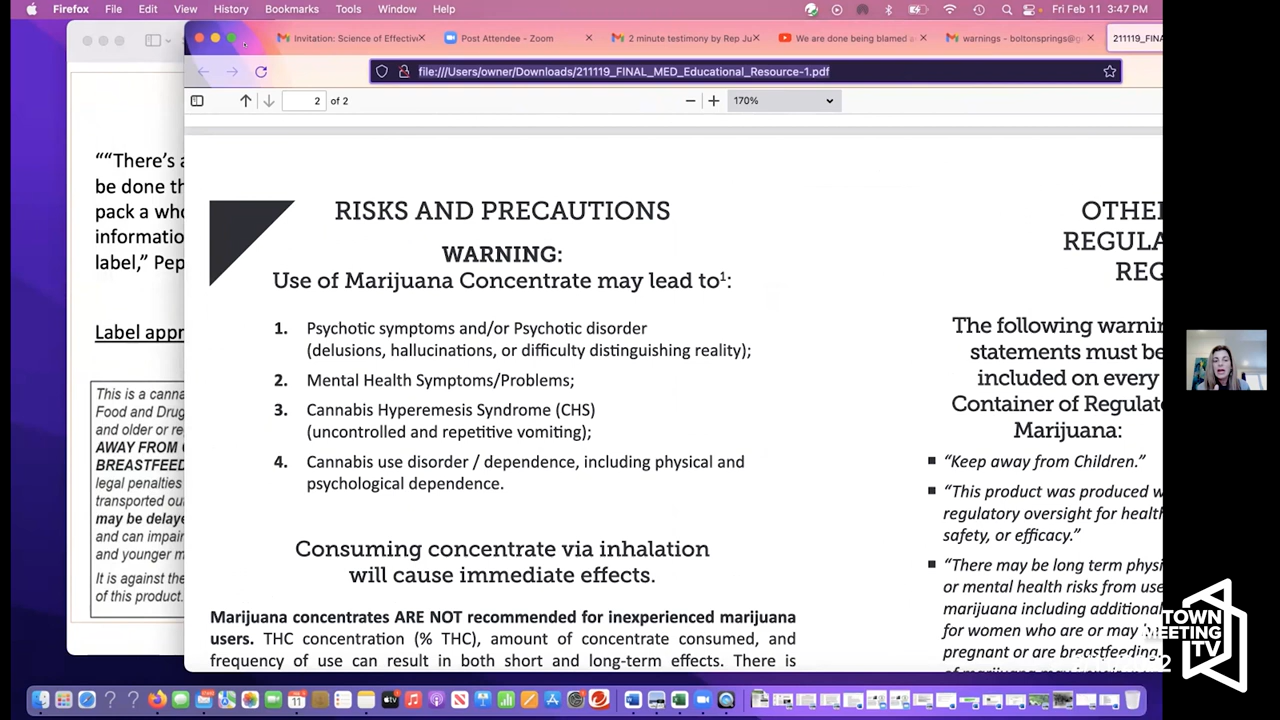 Firefox File Edit View History Bookmarks Tools Window Help
Fri Feb 11 3:47 PM
Invitation: Science of Effective
Post Attendee - Zoom
2 minute testimony by Rep Ju
We are done being blamed a
warnings - boltonsprings@g
211119_FINA
file:///Users/owner/Downloads/211119_FINAL_MED_Educational_Resource-1.pdf
2 of 2
170%
““There’s a
be done th
pack a who
informatio
label,” Pep
Label appr
This is a canna
Food and Drug
and older or re
AWAY FROM C
BREASTFEED
legal penalties
transported ou
may be delaye
and can impair
and younger m
It is against the
of this product.
RISKS AND PRECAUTIONS
WARNING:
Use of Marijuana Concentrate may lead to1:
1. Psychotic symptoms and/or Psychotic disorder
(delusions, hallucinations, or difficulty distinguishing reality);
2. Mental Health Symptoms/Problems;
3. Cannabis Hyperemesis Syndrome (CHS)
(uncontrolled and repetitive vomiting);
4. Cannabis use disorder / dependence, including physical and
psychological dependence.
Consuming concentrate via inhalation
will cause immediate effects.
Marijuana concentrates ARE NOT recommended for inexperienced marijuana
users. THC concentration (% THC), amount of concentrate consumed, and
frequency of use can result in both short and long-term effects. There is
OTHE
REGULA
REQ
The following warnin
statements must be
included on every
Container of Regulate
Marijuana:
■ “Keep away from Children.”
■ “This product was produced w
regulatory oversight for health
safety, or efficacy.”
■ “There may be long term physi
or mental health risks from use
marijuana including additional
for women who are or may b
pregnant or are breastfeeding.
TOWN
MEETING
TV